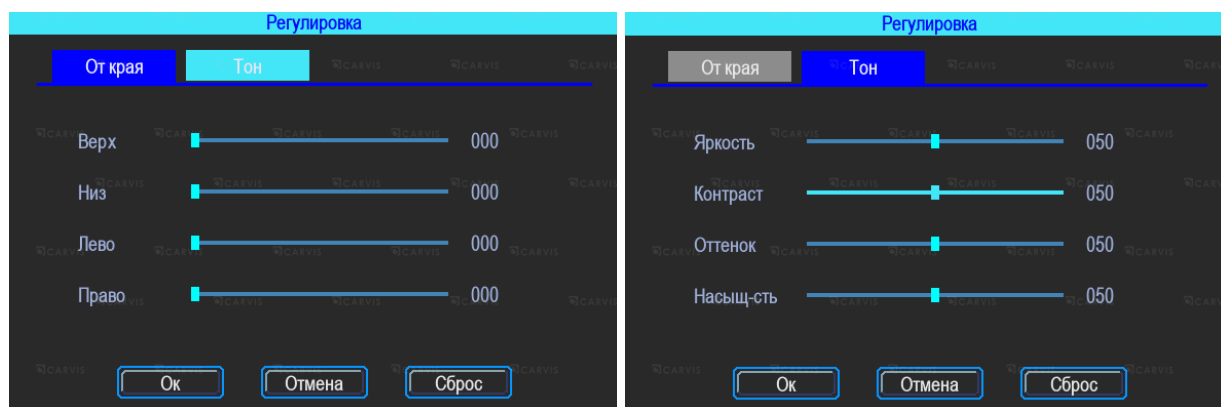 Регулировка
От края Тон
Верх 000
Низ 000
Лево 000
Право 000
Ок Отмена Сброс
Регулировка
От края Тон
Яркость 050
Контраст 050
Оттенок 050
Насыщ-сть 050
Ок Отмена Сброс
CARVIS